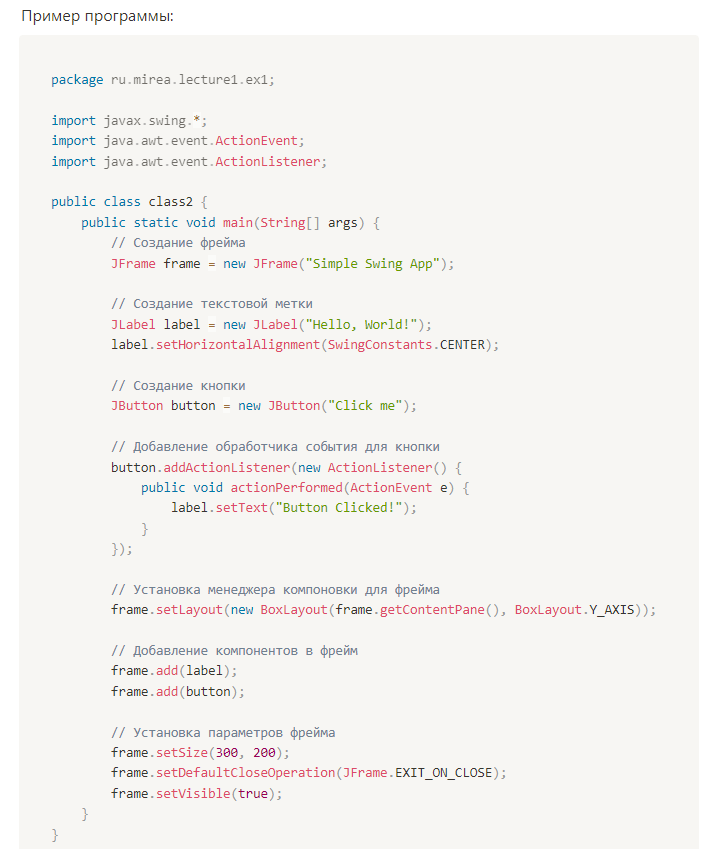 Пример программы:
package ru.mirea.lecture1.ex1;
import javax.swing.*;
import java.awt.event.ActionEvent;
import java.awt.event.ActionListener;
public class class2 {
    public static void main(String[] args) {
        // Создание фрейма
        JFrame frame = new JFrame("Simple Swing App");
        // Создание текстовой метки
        JLabel label = new JLabel("Hello, World!");
        label.setHorizontalAlignment(SwingConstants.CENTER);
        // Создание кнопки
        JButton button = new JButton("Click me");
        // Добавление обработчика события для кнопки
        button.addActionListener(new ActionListener() {
            public void actionPerformed(ActionEvent e) {
                label.setText("Button Clicked!");
            }
        });
        // Установка менеджера компоновки для фрейма
        frame.setLayout(new BoxLayout(frame.getContentPane(), BoxLayout.Y_AXIS));
        // Добавление компонентов в фрейм
        frame.add(label);
        frame.add(button);
        // Установка параметров фрейма
        frame.setSize(300, 200);
        frame.setDefaultCloseOperation(JFrame.EXIT_ON_CLOSE);
        frame.setVisible(true);
    }
}